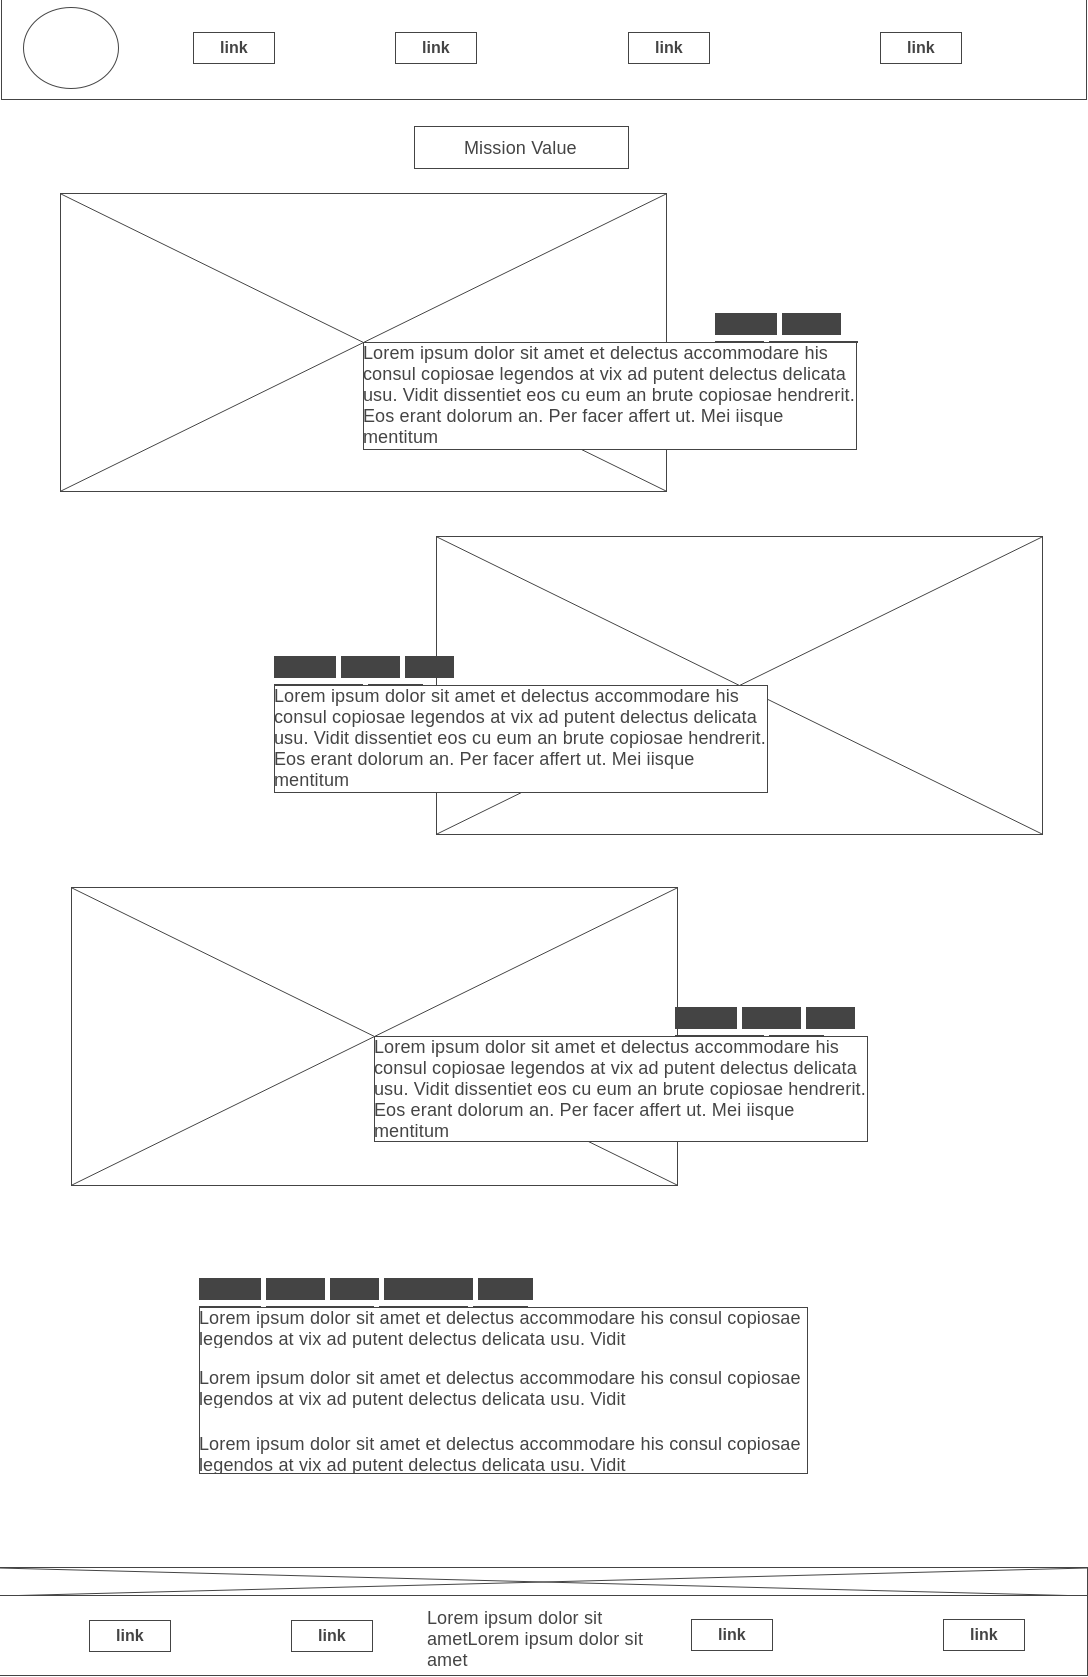 link link link link
Mission Value
Lorem ipsum dolor sit amet et delectus accommodare his
consul copiosae legendos at vix ad putent delectus delicata
usu. Vidit dissentiet eos cu eum an brute copiosae hendrerit.
Eos erant dolorum an. Per facer affert ut. Mei iisque
mentitum
Lorem ipsum dolor sit amet et delectus accommodare his
consul copiosae legendos at vix ad putent delectus delicata
usu. Vidit dissentiet eos cu eum an brute copiosae hendrerit.
Eos erant dolorum an. Per facer affert ut. Mei iisque
mentitum
Lorem ipsum dolor sit amet et delectus accommodare his
consul copiosae legendos at vix ad putent delectus delicata
usu. Vidit dissentiet eos cu eum an brute copiosae hendrerit.
Eos erant dolorum an. Per facer affert ut. Mei iisque
mentitum
Lorem ipsum dolor sit amet et delectus accommodare his consul copiosae
legendos at vix ad putent delectus delicata usu. Vidit
Lorem ipsum dolor sit amet et delectus accommodare his consul copiosae
legendos at vix ad putent delectus delicata usu. Vidit
Lorem ipsum dolor sit amet et delectus accommodare his consul copiosae
legendos at vix ad putent delectus delicata usu. Vidit
link link
Lorem ipsum dolor sit
ametLorem ipsum dolor sit
amet
link link